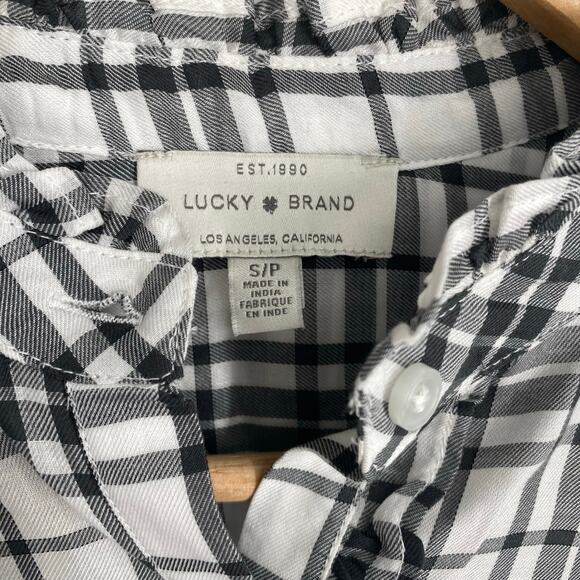 EST.1990
LUCKY BRAND
LOS ANGELES, CALIFORNIA
S/P
MADE IN
INDIA
FABRIQUE
EN INDE